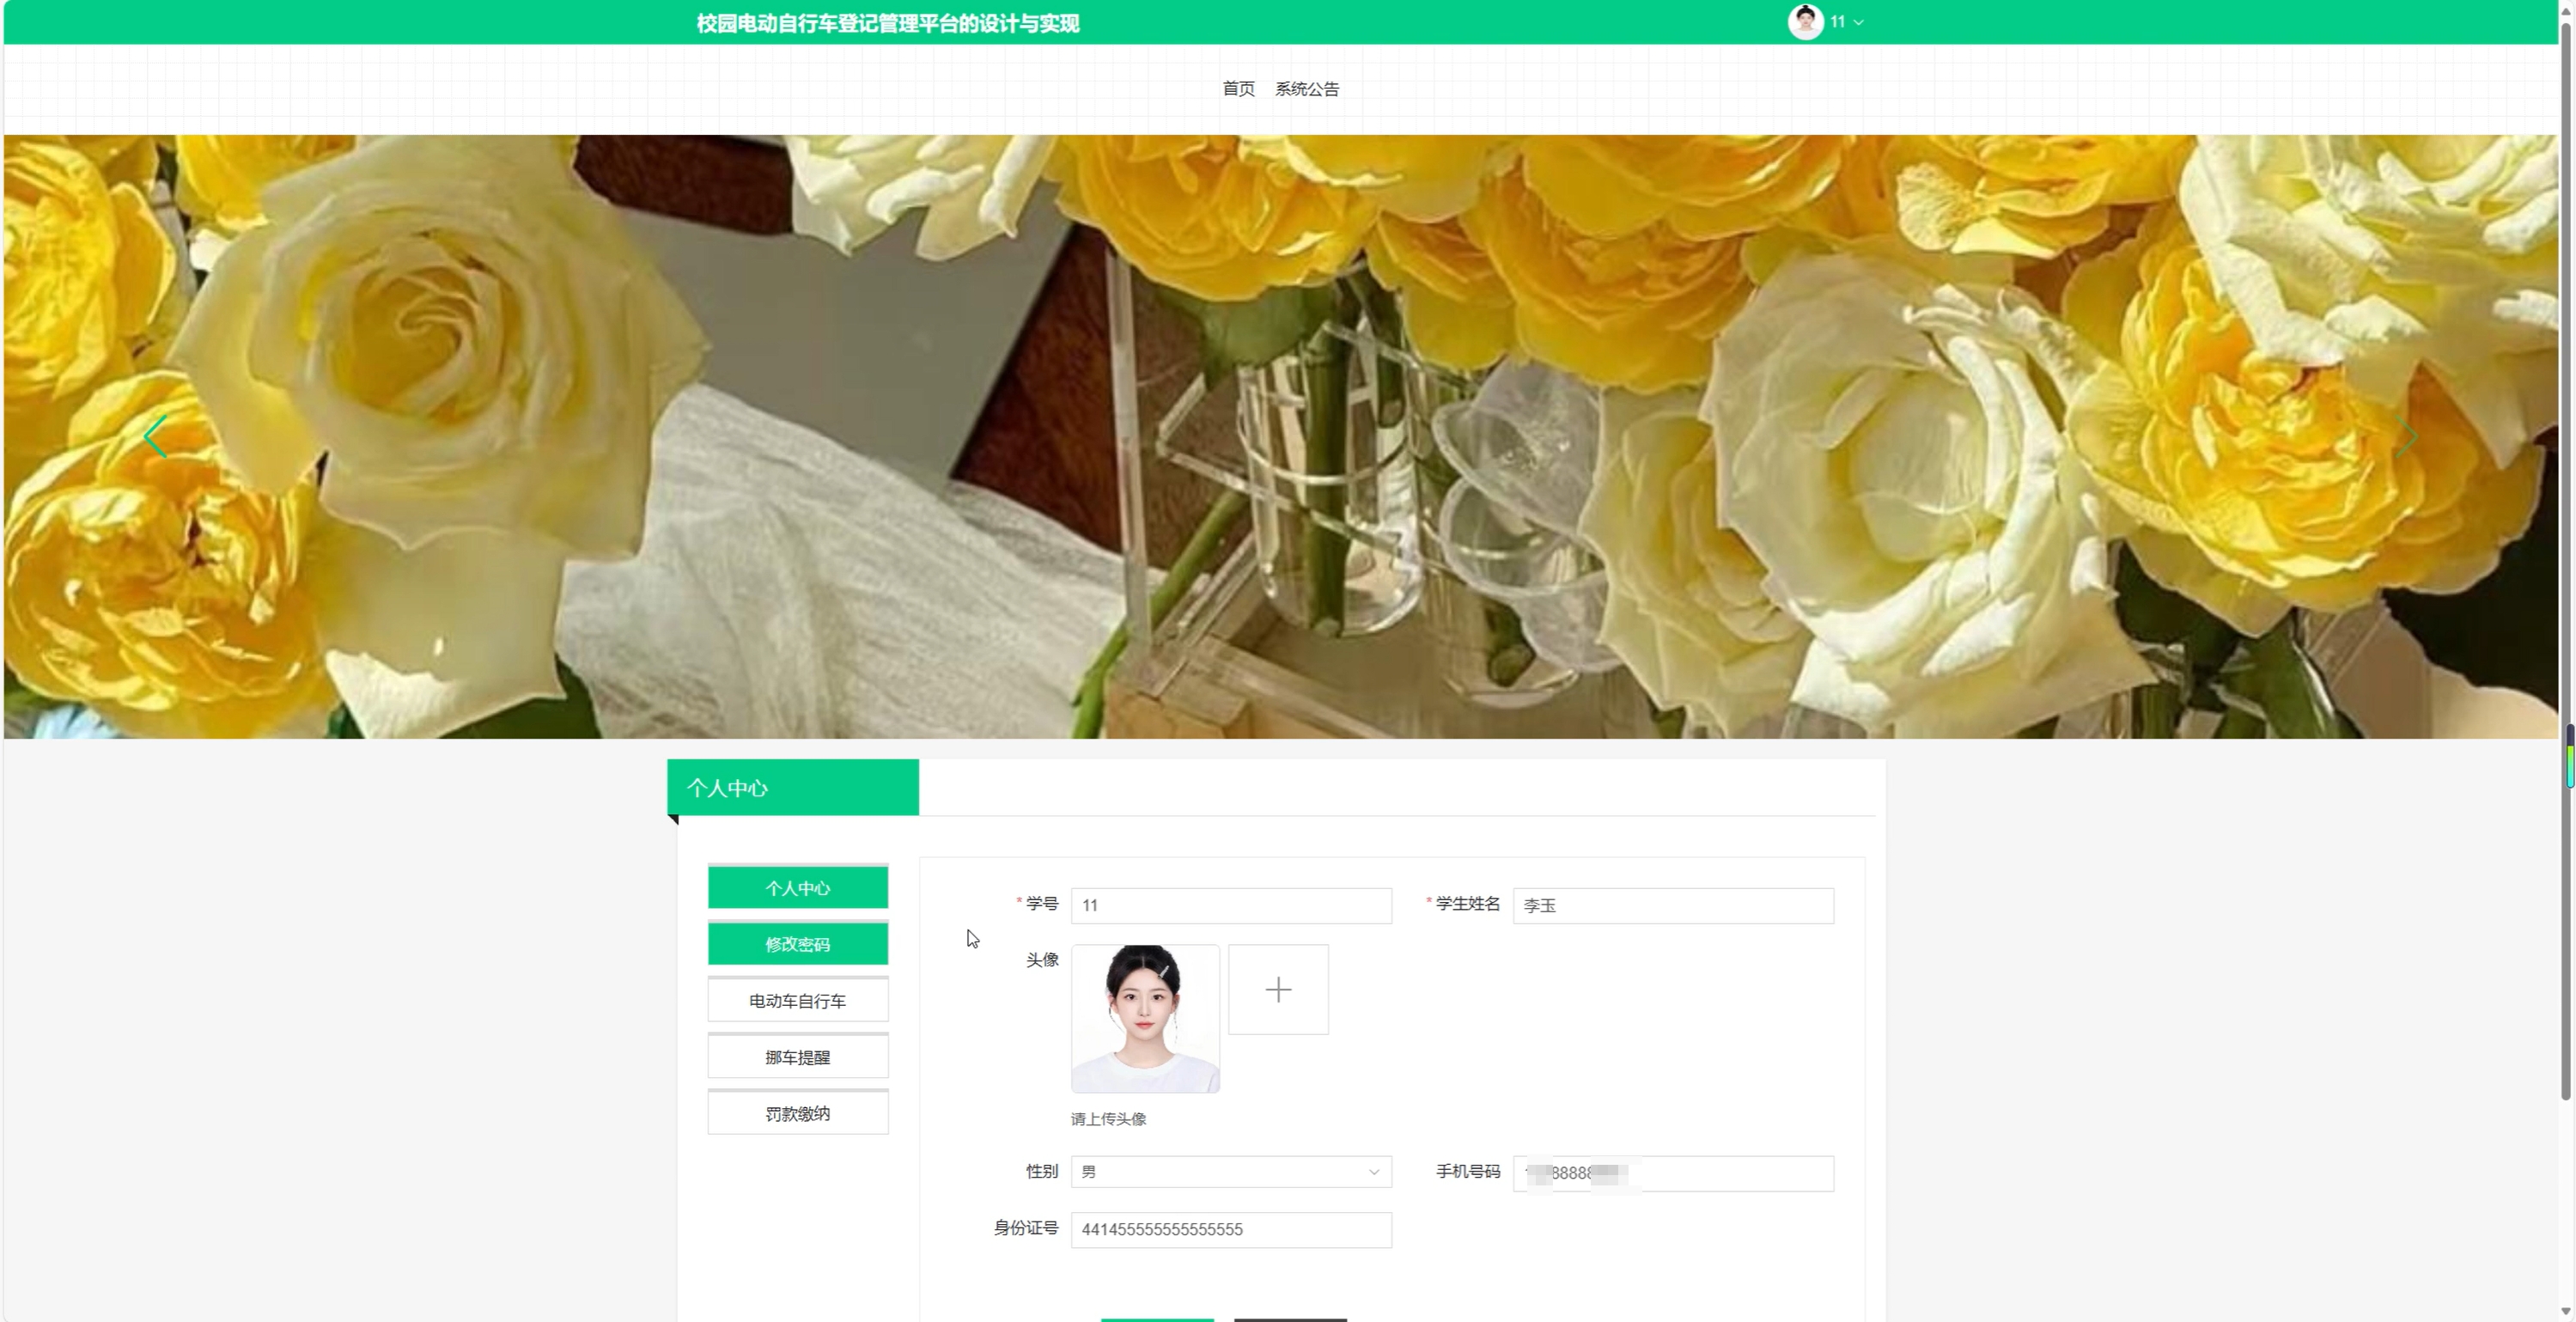 校园电动自行车登记管理平台的设计与实现
11
首页 系统公告
个人中心
个人中心
修改密码
电动车自行车
挪车提醒
罚款缴纳
* 学号 11
* 学生姓名 李玉
头像
请上传头像
性别 男
手机号码 88888
身份证号 441455555555555555